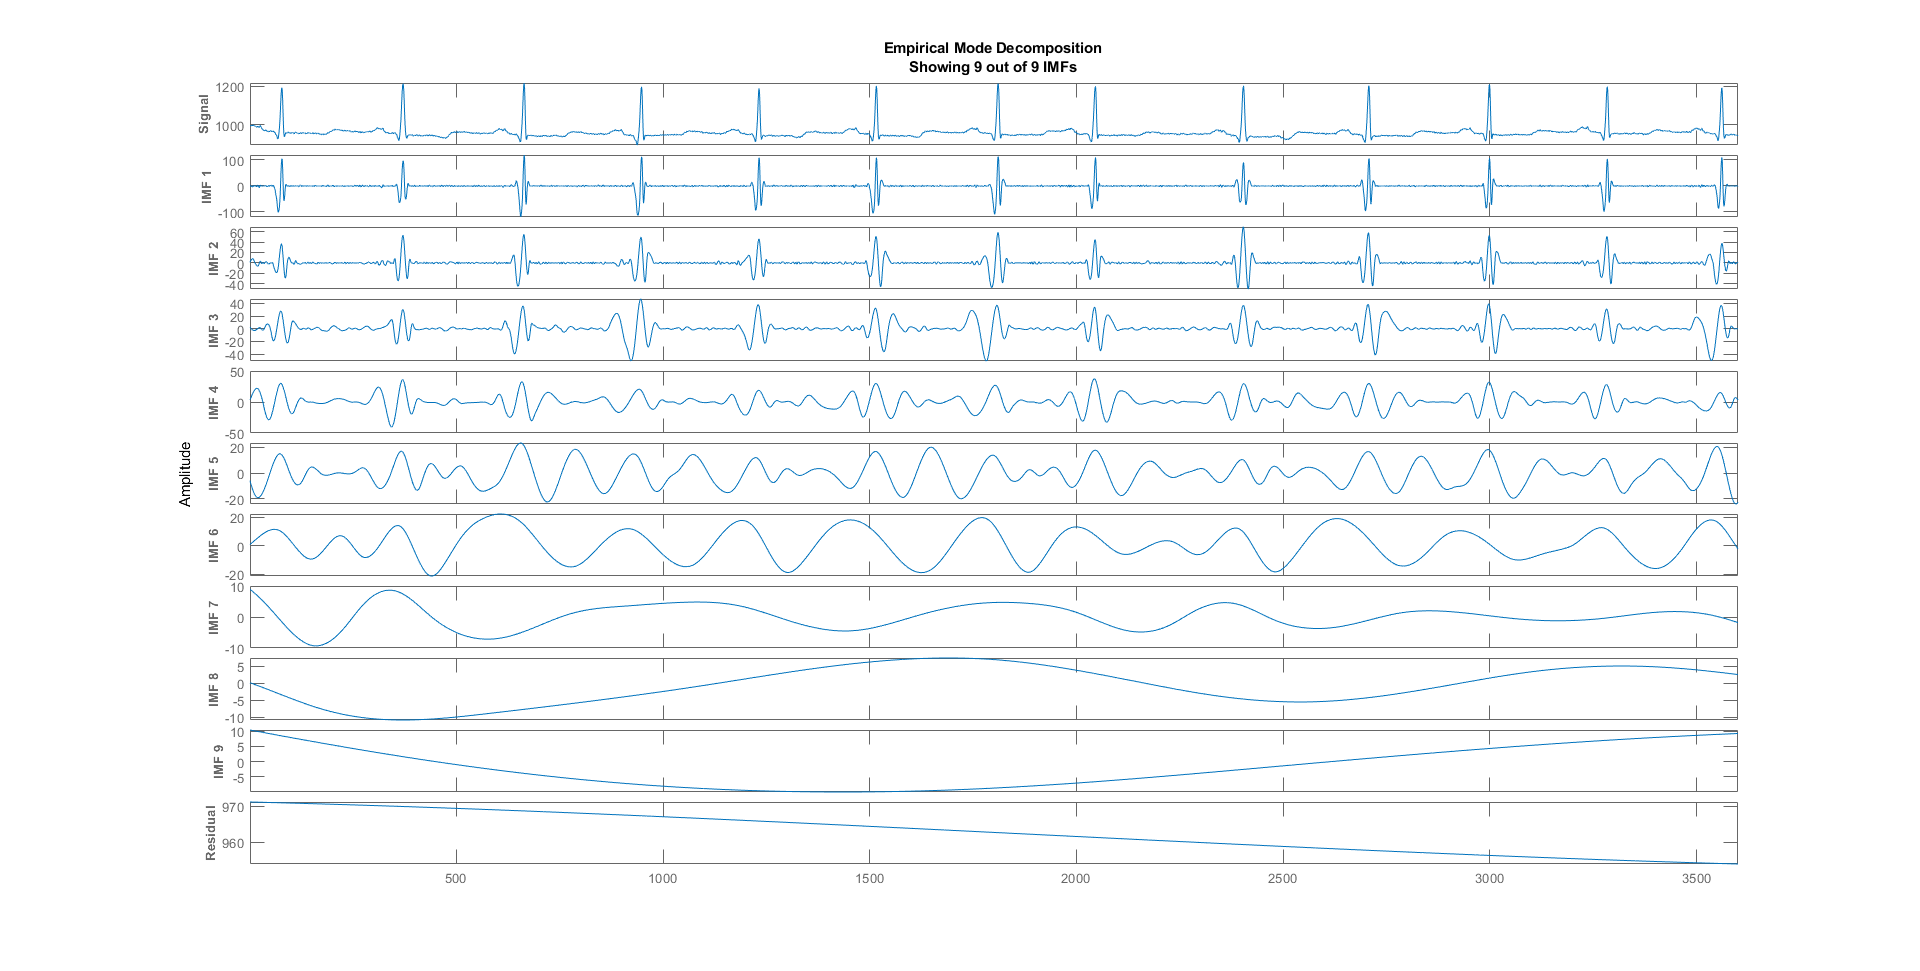 Empirical Mode Decomposition
Showing 9 out of 9 IMFs
Amplitude
Signal
1200
1000
IMF 1
100
0
-100
IMF 2
60
40
20
0
-20
-40
IMF 3
40
20
0
-20
-40
IMF 4
50
0
-50
IMF 5
20
0
-20
IMF 6
20
0
-20
IMF 7
10
0
-10
IMF 8
5
0
-5
-10
IMF 9
10
5
0
-5
Residual
970
960
500 1000 1500 2000 2500 3000 3500